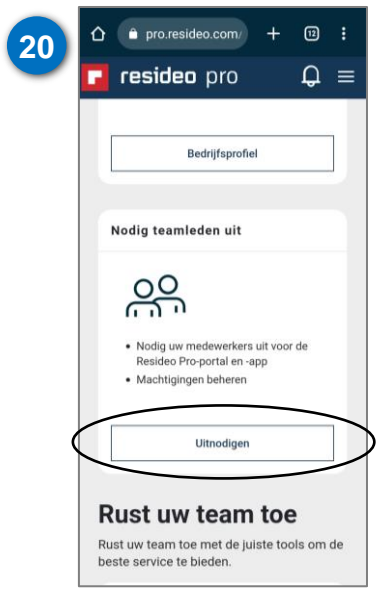 20
pro.resideo.com/
12
resideo pro
Bedrijfsprofiel
Nodig teamleden uit
• Nodig uw medewerkers uit voor de
Resideo Pro-portal en -app
• Machtigingen beheren
Uitnodigen
Rust uw team toe
Rust uw team toe met de juiste tools om de
beste service te bieden.